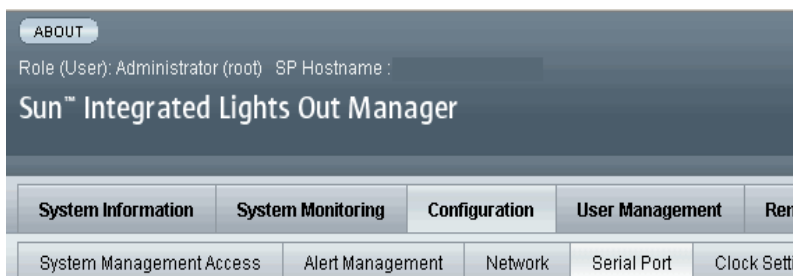 ABOUT
Role (User): Administrator (root) SP Hostname :
Sun™ Integrated Lights Out Manager
System Information System Monitoring Configuration User Management
System Management Access Alert Management Network Serial Port Clock